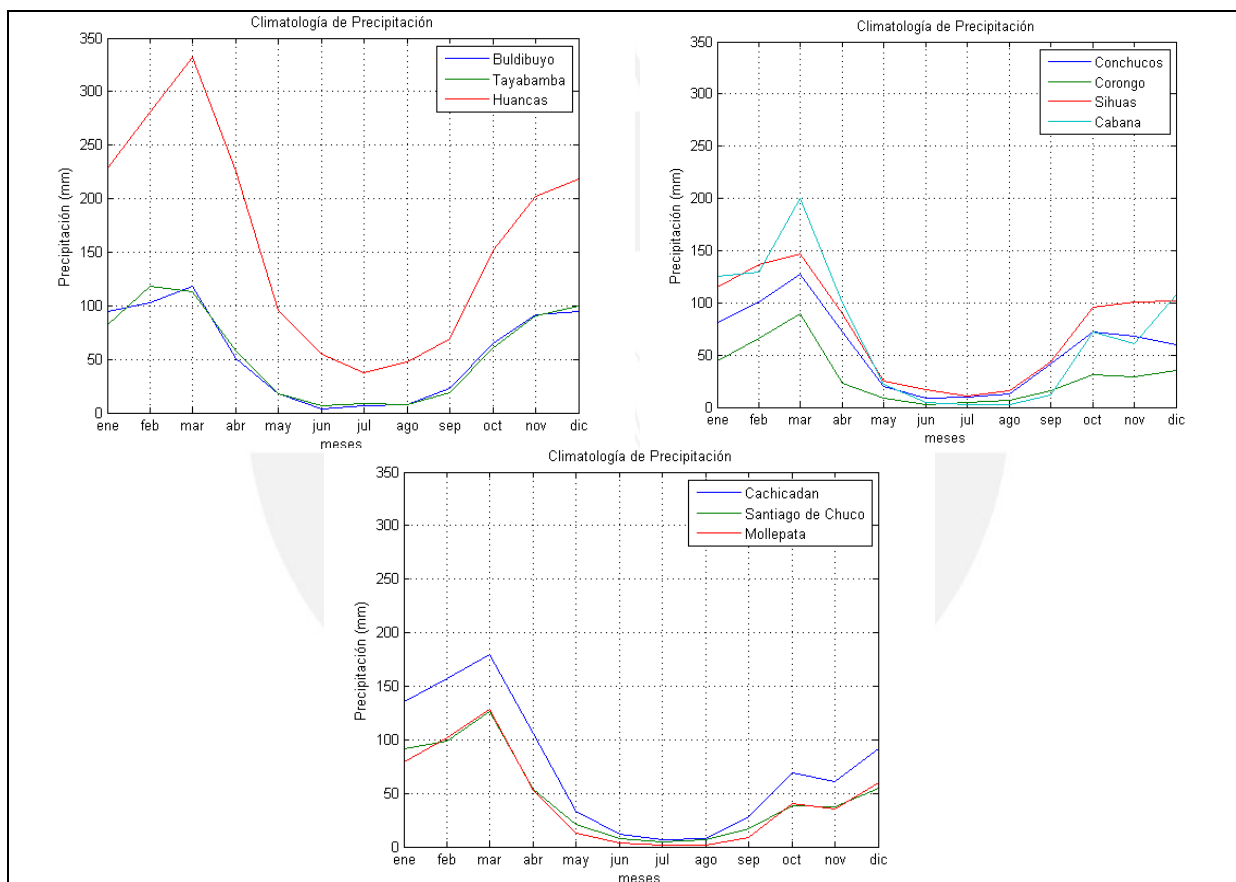 Climatología de Precipitación
Precipitación (mm)
350
300
250
200
150
100
50
0
Buldibuyo
Tayabamba
Huancas
ene feb mar abr may jun jul ago sep oct nov dic
meses
Climatología de Precipitación
Precipitación (mm)
350
300
250
200
150
100
50
0
Conchucos
Corongo
Sihuas
Cabana
ene feb mar abr may jun jul ago sep oct nov dic
meses
Climatología de Precipitación
Precipitación (mm)
350
300
250
200
150
100
50
0
Cachicadan
Santiago de Chuco
Mollepata
ene feb mar abr may jun jul ago sep oct nov dic
meses